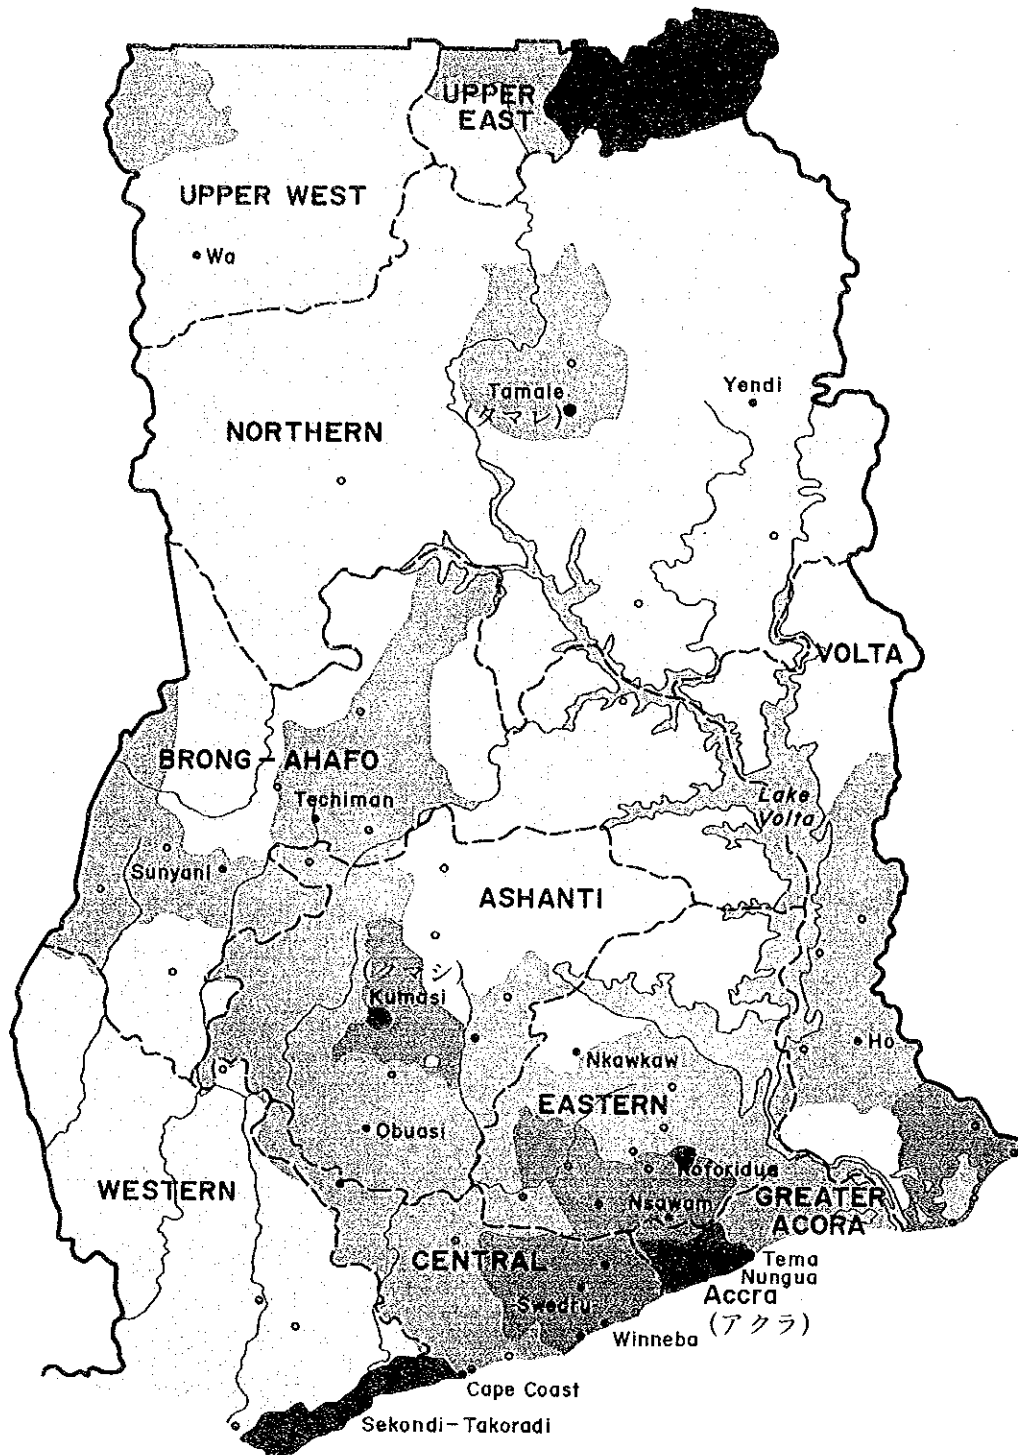 UPPER
EAST
UPPER WEST
Wa
Tamale
(タマレ)
Yendi
NORTHERN
VOLTA
BRONG-AHAFO
Techiman
Lake
Volta
Sunyani
ASHANTI
(クマシ)
Kumasi
Ho
Nkawkaw
EASTERN
Obuasi
Koforidua
WESTERN
Nsawam
GREATER
ACORA
CENTRAL
Tema
Nungua
Accra
(アクラ)
Swedru
Winneba
Cape Coast
Sekondi-Takoradi